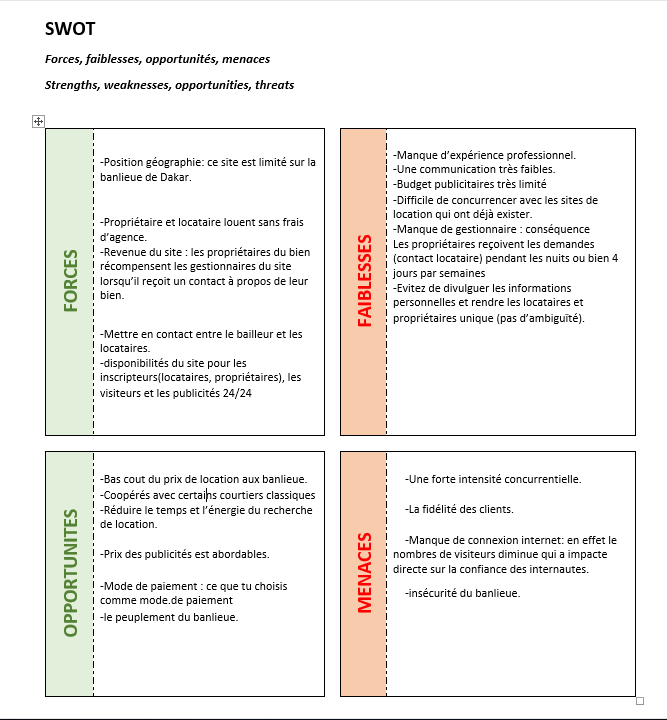 SWOT
Forces, faiblesses, opportunités, menaces
Strengths, weaknesses, opportunities, threats
FORCES
-Position géographie: ce site est limité sur la
banlieue de Dakar.
-Propriétaire et locataire louent sans frais
d’agence.
-Revenue du site : les propriétaires du bien
récompensent les gestionnaires du site
lorsqu’il reçoit un contact à propos de leur
bien.
-Mettre en contact entre le bailleur et les
locataires.
-disponibilités du site pour les
inscripteurs(locataires, propriétaires), les
visiteurs et les publicités 24/24
FAIBLESSES
-Manque d’expérience professionnel.
-Une communication très faibles.
-Budget publicitaires très limité
-Difficile de concurrencer avec les sites de
location qui ont déjà exister.
-Manque de gestionnaire : conséquence
Les propriétaires reçoivent les demandes
(contact locataire) pendant les nuits ou bien 4
jours par semaines
-Evitez de divulguer les informations
personnelles et rendre les locataires et
propriétaires unique (pas d’ambiguïté).
OPPORTUNITES
-Bas cout du prix de location aux banlieue.
-Coopérés avec certains courtiers classiques
-Réduire le temps et l’énergie du recherche
de location.
-Prix des publicités est abordables.
-Mode de paiement : ce que tu choisis
comme mode.de paiement
-le peuplement du banlieue.
MENACES
-Une forte intensité concurrentielle.
-La fidélité des clients.
-Manque de connexion internet: en effet le
nombres de visiteurs diminue qui a impacte
directe sur la confiance des internautes.
-insécurité du banlieue.